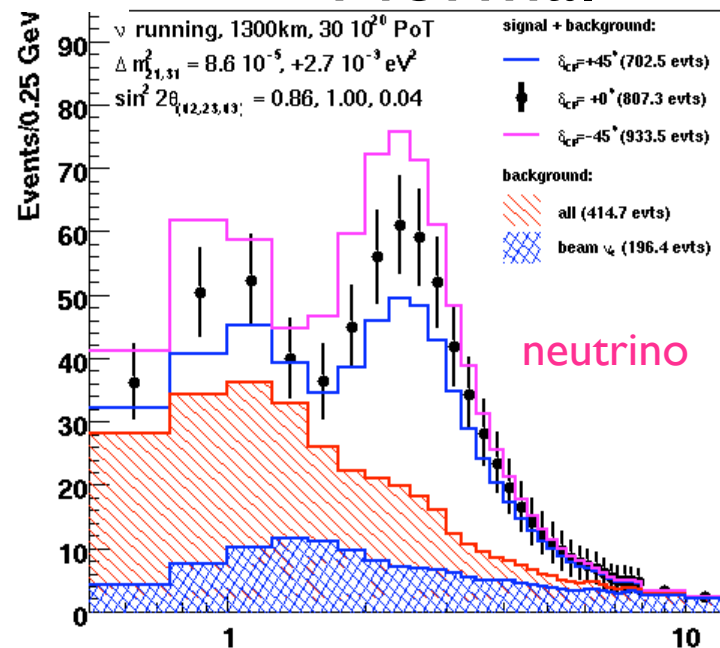 ν running, 1300km, 30 10²⁰ PoT
Δ m²₂₁,₃₁ = 8.6 10⁻⁵, +2.7 10⁻³ eV²
sin² 2θ₍₁₂,₂₃,₁₃₎ = 0.86, 1.00, 0.04
signal + background:
δCP=+45° (702.5 evts)
δCP= +0° (807.3 evts)
δCP=-45° (933.5 evts)
background:
all (414.7 evts)
beam νe (196.4 evts)
neutrino
Events/0.25 GeV
90
80
70
60
50
40
30
20
10
0
1
10